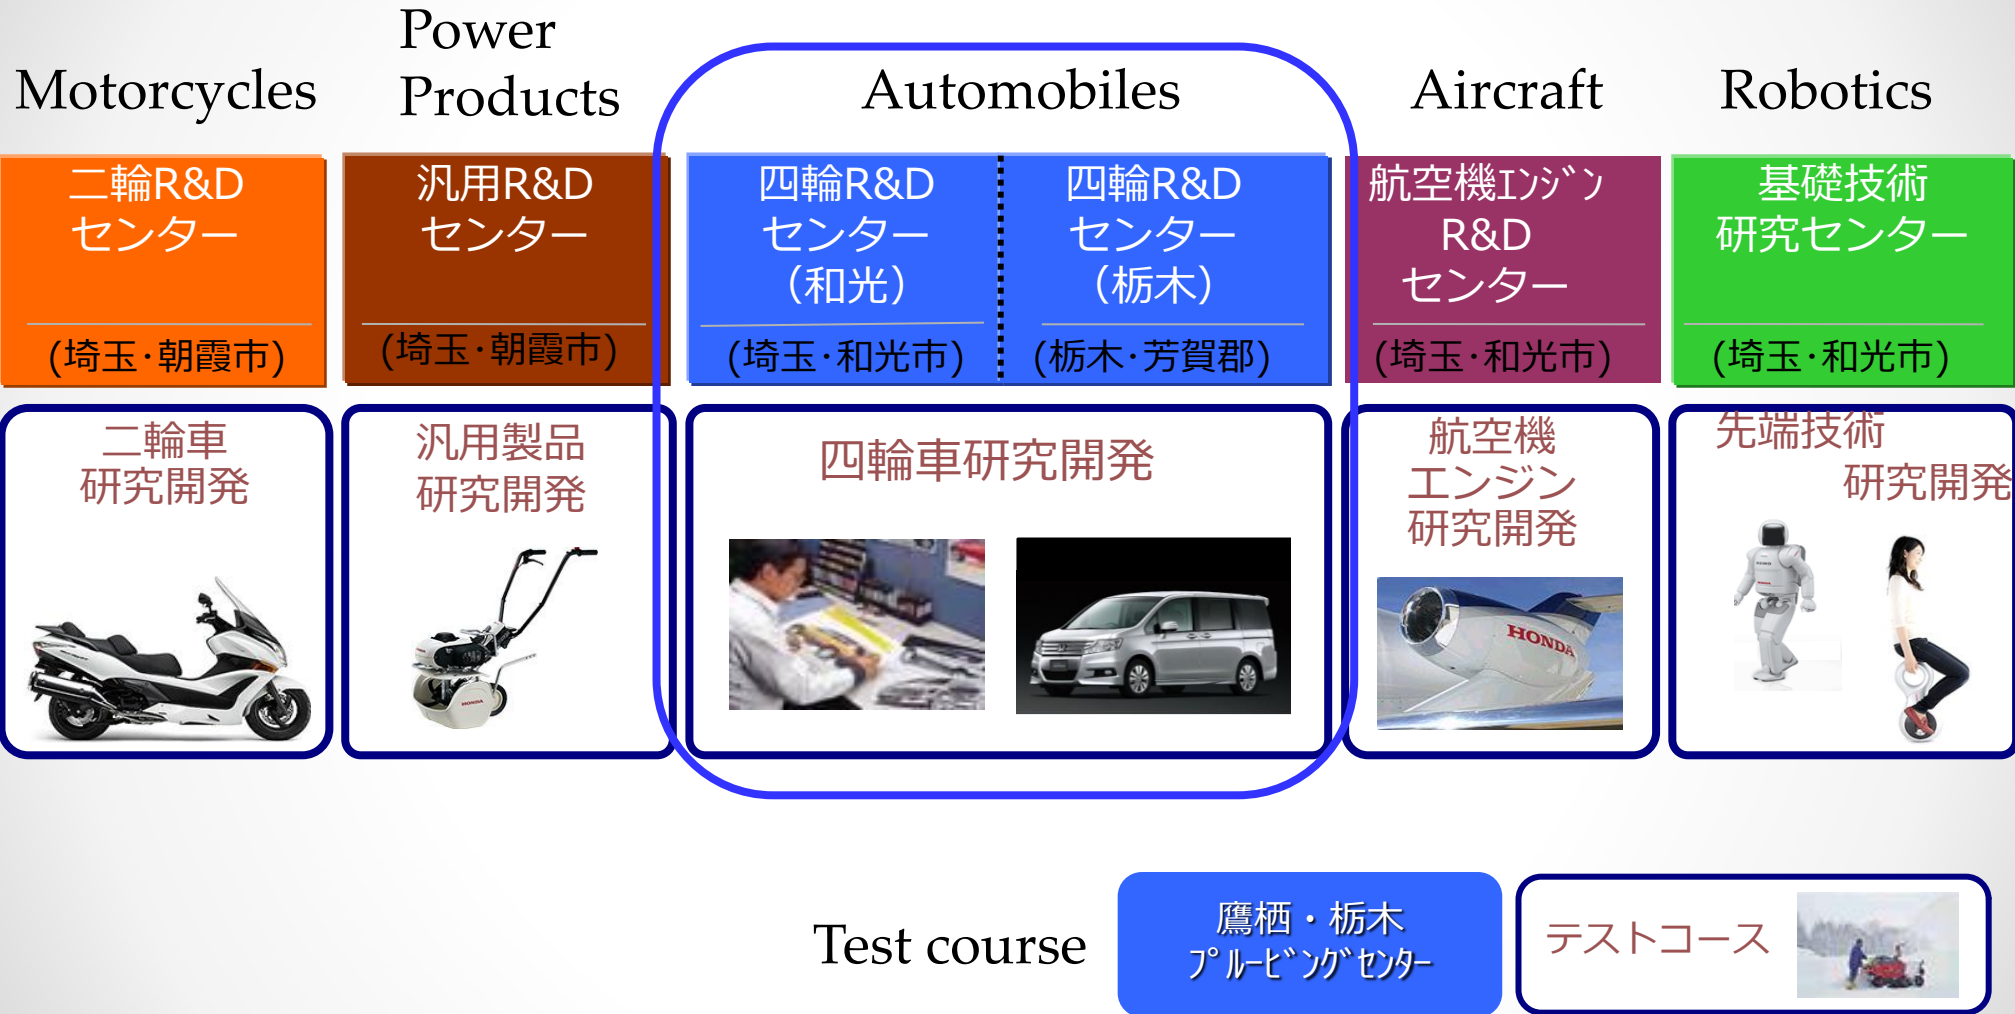 Motorcycles
Power
Products
Automobiles
Aircraft
Robotics
二輪R&D
センター
(埼玉･朝霞市)
汎用R&D
センター
(埼玉･朝霞市)
四輪R&D
センター
（和光）
(埼玉･和光市)
四輪R&D
センター
（栃木）
(栃木･芳賀郡)
航空機ｴﾝｼﾞﾝ
R&D
センター
(埼玉･和光市)
基礎技術
研究センター
(埼玉･和光市)
二輪車
研究開発
汎用製品
研究開発
HONDA
四輪車研究開発
航空機
エンジン
研究開発
HONDA
先端技術
研究開発
Test course
鷹栖・栃木
ﾌﾟﾙｰﾋﾞﾝｸﾞｾﾝﾀｰ
テストコース